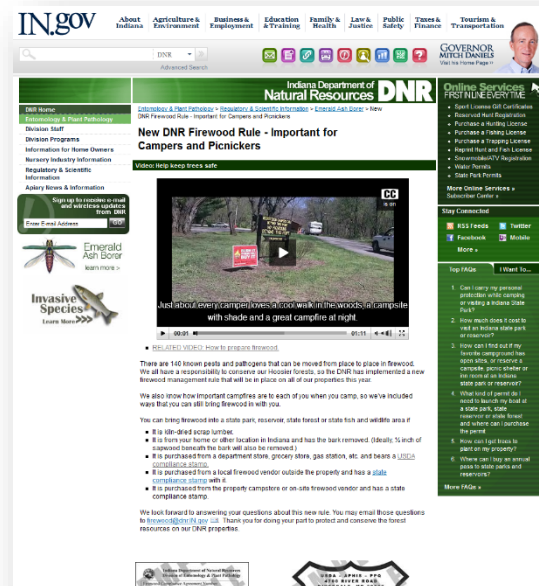 IN.gov
About Indiana
Agriculture & Environment
Business & Employment
Education & Training
Family & Health
Law & Justice
Public Safety
Taxes & Finance
Tourism & Transportation
DNR
Advanced Search
GOVERNOR
MITCH DANIELS
Visit his Home Page »
Indiana Department of
Natural Resources DNR
DNR Home
Entomology & Plant Pathology
Division Staff
Division Programs
Information for Home Owners
Nursery Industry Information
Regulatory & Scientific
Information
Apiary News & Information
Sign up to receive e-mail
and wireless updates
from DNR
Enter E-mail Address
GO
Emerald
Ash Borer
learn more >
Invasive
Species
Learn More
Entomology & Plant Pathology > Regulatory & Scientific Information > Emerald Ash Borer > New
DNR Firewood Rule - Important for Campers and Picnickers
New DNR Firewood Rule - Important for
Campers and Picnickers
Video: Help keep trees safe
CC
is on
Just about every camper loves a cool walk in the woods, a campsite
with shade and a great campfire at night.
00:01
01:11
RELATED VIDEO: How to prepare firewood.
There are 140 known pests and pathogens that can be moved from place to place in firewood.
We all have a responsibility to conserve our Hoosier forests, so the DNR has implemented a new
firewood management rule that will be in place on all of our properties this year.
We also know how important campfires are to each of you when you camp, so we've included
ways that you can still bring firewood in with you.
You can bring firewood into a state park, reservoir, state forest or state fish and wildlife area if
It is kiln-dried scrap lumber.
It is from your home or other location in Indiana and has the bark removed. (Ideally, ½ inch of
sapwood beneath the bark will also be removed.)
It is purchased from a department store, grocery store, gas station, etc. and bears a USDA
compliance stamp.
It is purchased from a local firewood vendor outside the property and has a state
compliance stamp with it.
It is purchased from the property campstore or on-site firewood vendor and has a state
compliance stamp.
We look forward to answering your questions about this new rule. You may email those questions
to firewood@dnr.IN.gov Thank you for doing your part to protect and conserve the forest
resources on our DNR properties.
Indiana Department of Natural Resources
Division of Entomology & Plant Pathology
USDA - APHIS - PPQ
Online Services
FIRST IN LINE EVERY TIME
Sport License Gift Certificates
Reserved Hunt Registration
Purchase a Hunting License
Purchase a Fishing License
Purchase a Trapping License
Reprint Hunt and Fish License
Snowmobile/ATV Registration
Water Permits
State Park Permits
More Online Services »
Subscriber Center »
Stay Connected
RSS Feeds
Twitter
Facebook
Mobile
More »
Top FAQs
I Want To...
1. Can I carry my personal
protection while camping
or visiting a Indiana State
Park?
2. How much does it cost to
visit an Indiana state park
or reservoir?
3. How can I find out if my
favorite campground has
open sites, or reserve a
campsite, picnic shelter or
inn room at an Indiana
state park or reservoir?
4. What kind of permit do I
need to launch my boat at
a state park, state
reservoir or state forest
and where can I purchase
the permit
5. How can I get trees to
plant on my property?
6. Where can I buy an annual
pass to state parks and
reservoirs?
More FAQs »